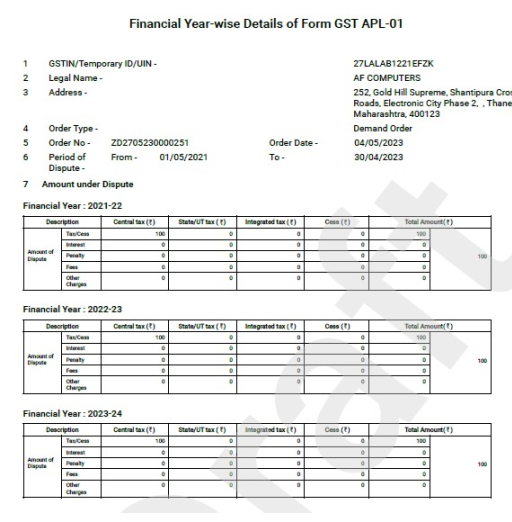 Financial Year-wise Details of Form GST APL-01
1 GSTIN/Temporary ID/UIN - 27LALAB1221EFZK
2 Legal Name - AF COMPUTERS
3 Address - 252, Gold Hill Supreme, Shantipura Cros
Roads, Electronic City Phase 2, , Thane
Maharashtra, 400123
4 Order Type - Demand Order
5 Order No - ZD2705230000251 Order Date - 04/05/2023
6 Period of Dispute - From - 01/05/2021 To - 30/04/2023
7 Amount under Dispute
Financial Year : 2021-22
Description Central tax (₹) State/UT tax (₹) Integrated tax (₹) Cess (₹) Total Amount(₹)
Amount of Dispute
Tax/Cess 100 0 0 0 100
Interest 0 0 0 0 0
Penalty 0 0 0 0 0 100
Fees 0 0 0 0 0
Other Charges 0 0 0 0 0
Financial Year : 2022-23
Description Central tax (₹) State/UT tax (₹) Integrated tax (₹) Cess (₹) Total Amount(₹)
Amount of Dispute
Tax/Cess 100 0 0 0 100
Interest 0 0 0 0 0
Penalty 0 0 0 0 0 100
Fees 0 0 0 0 0
Other Charges 0 0 0 0 0
Financial Year : 2023-24
Description Central tax (₹) State/UT tax (₹) Integrated tax (₹) Cess (₹) Total Amount(₹)
Amount of Dispute
Tax/Cess 100 0 0 0 100
Interest 0 0 0 0 0
Penalty 0 0 0 0 0 100
Fees 0 0 0 0 0
Other Charges 0 0 0 0 0
raft